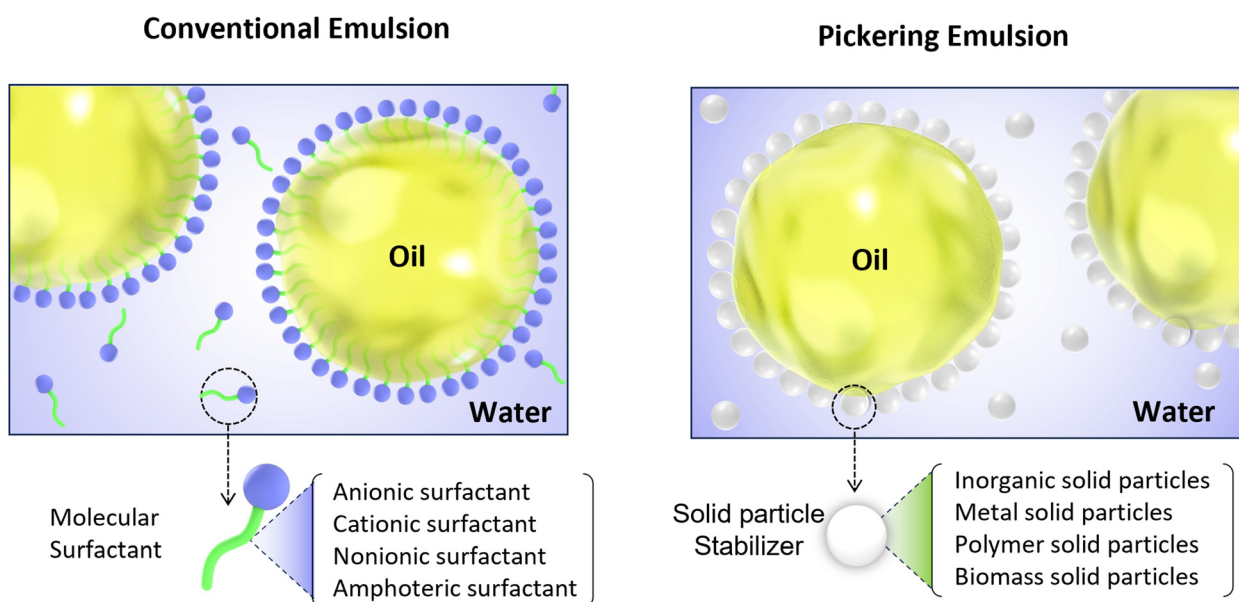 Conventional Emulsion
Oil
Water
Molecular
Surfactant
Anionic surfactant
Cationic surfactant
Nonionic surfactant
Amphoteric surfactant
Pickering Emulsion
Oil
Water
Solid particle
Stabilizer
Inorganic solid particles
Metal solid particles
Polymer solid particles
Biomass solid particles